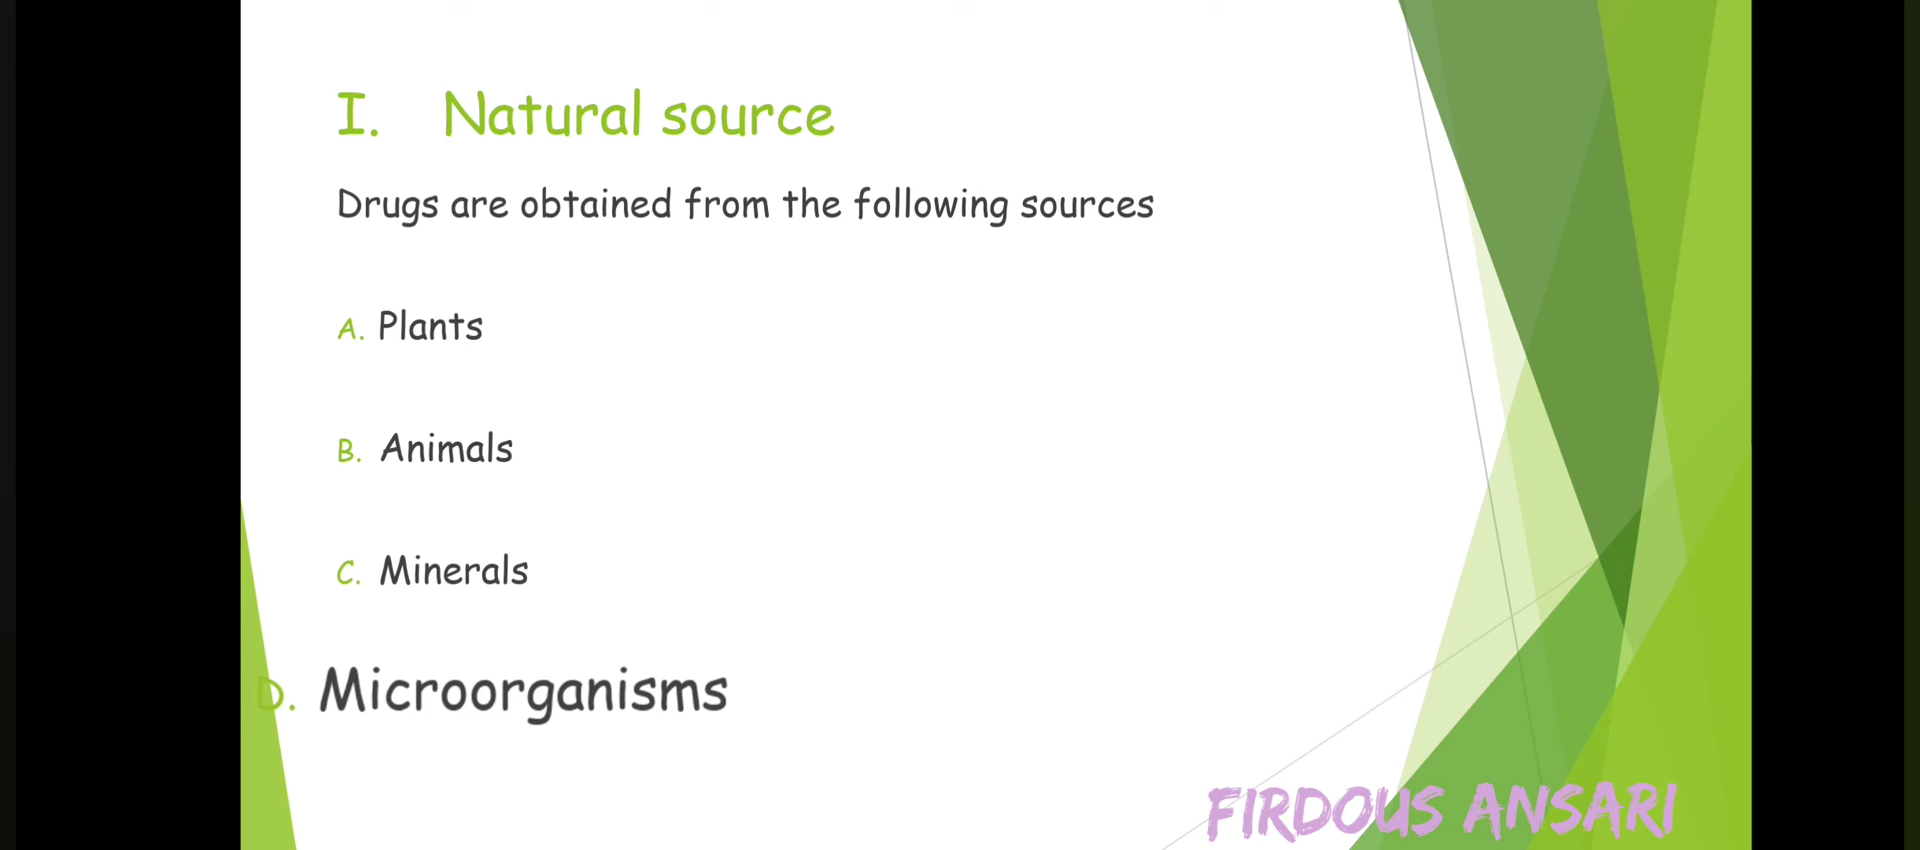 I. Natural source
Drugs are obtained from the following sources
A. Plants
B. Animals
C. Minerals
D. Microorganisms
FIRDOUS ANSARI